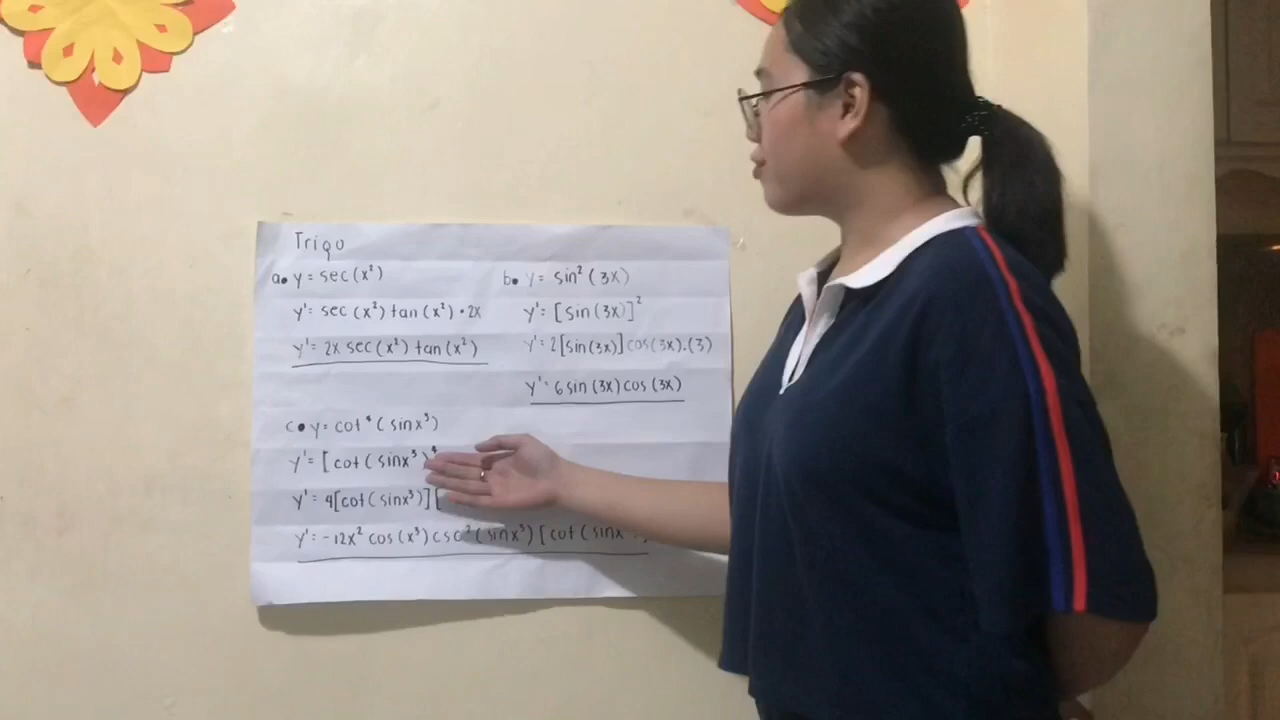 Trigo
a. y = sec(x²)
y' = sec(x²) tan(x²) • 2x
y' = 2x sec(x²) tan(x²)
b. y = sin²(3x)
y' = [sin(3x)]²
y' = 2[sin(3x)] cos(3x).(3)
y' = 6 sin(3x) cos(3x)
c. y = cot⁴(sinx³)
y' = [cot(sinx³)⁴
y' = 4[cot(sinx³)][
y' = -12x² cos(x³) csc²(sinx³)[cot(sinx